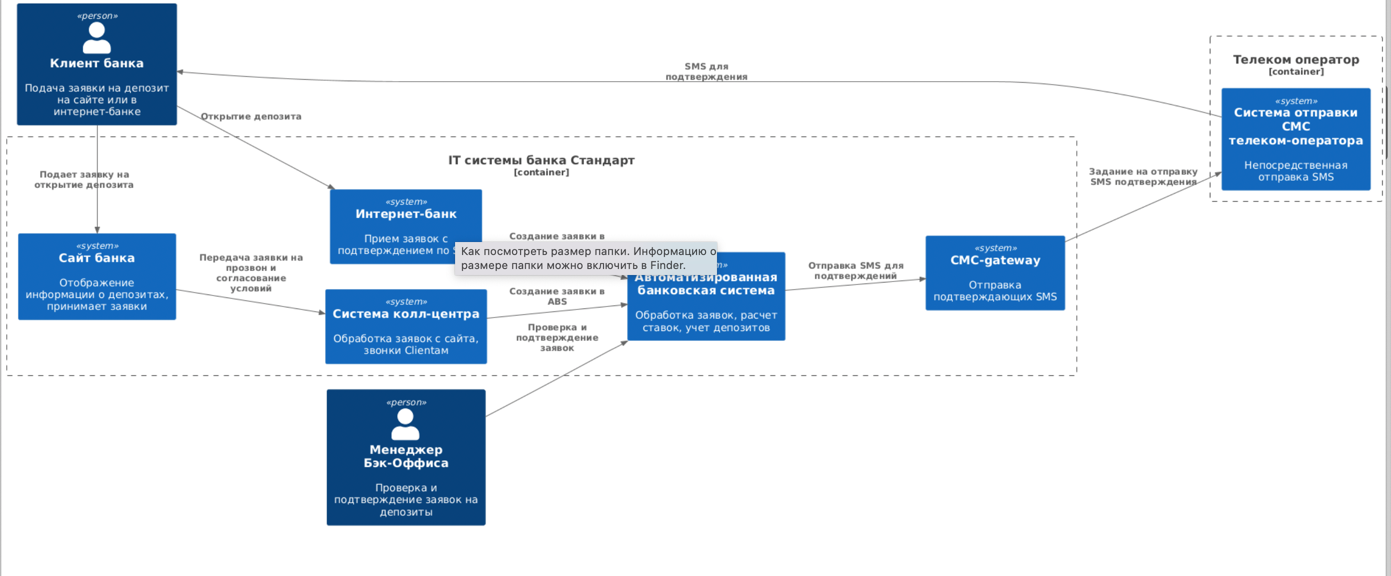 «person»
Клиент банка
Подача заявки на депозит
на сайте или в
интернет-банке
SMS для
подтверждения
Телеком оператор
[container]
«system»
Система отправки
СМС
телеком-оператора
Непосредственная
отправка SMS
Открытие депозита
IT системы банка Стандарт
[container]
Подает заявку на
открытие депозита
Задание на отправку
SMS подтверждения
«system»
Интернет-банк
Прием заявок с
подтверждением по
«system»
Сайт банка
Отображение
информации о депозитах,
принимает заявки
Передача заявки на
прозвон и
согласование
условий
Создание заявки в
Как посмотреть размер папки. Информацию о
размере папки можно включить в Finder.
Автоматизированная
банковская система
Обработка заявок, расчет
ставок, учет депозитов
Отправка SMS для
подтверждений
«system»
СМС-gateway
Отправка
подтверждающих SMS
«system»
Система колл-центра
Обработка заявок с сайта,
звонки Clientам
Создание заявки в
ABS
Проверка и
подтверждение
заявок
«person»
Менеджер
Бэк-Оффиса
Проверка и
подтверждение заявок на
депозиты